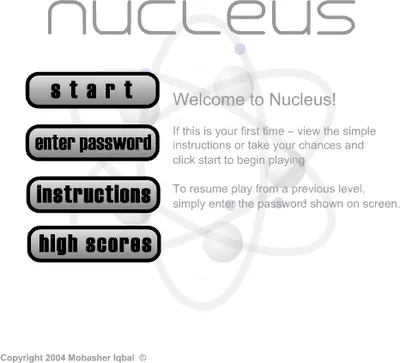 nucleus
start
Welcome to Nucleus!
enter password
If this is your first time – view the simple
instructions or take your chances and
click start to begin playing
instructions
To resume play from a previous level,
simply enter the password shown on screen.
high scores
Copyright 2004 Mobasher Iqbal ©